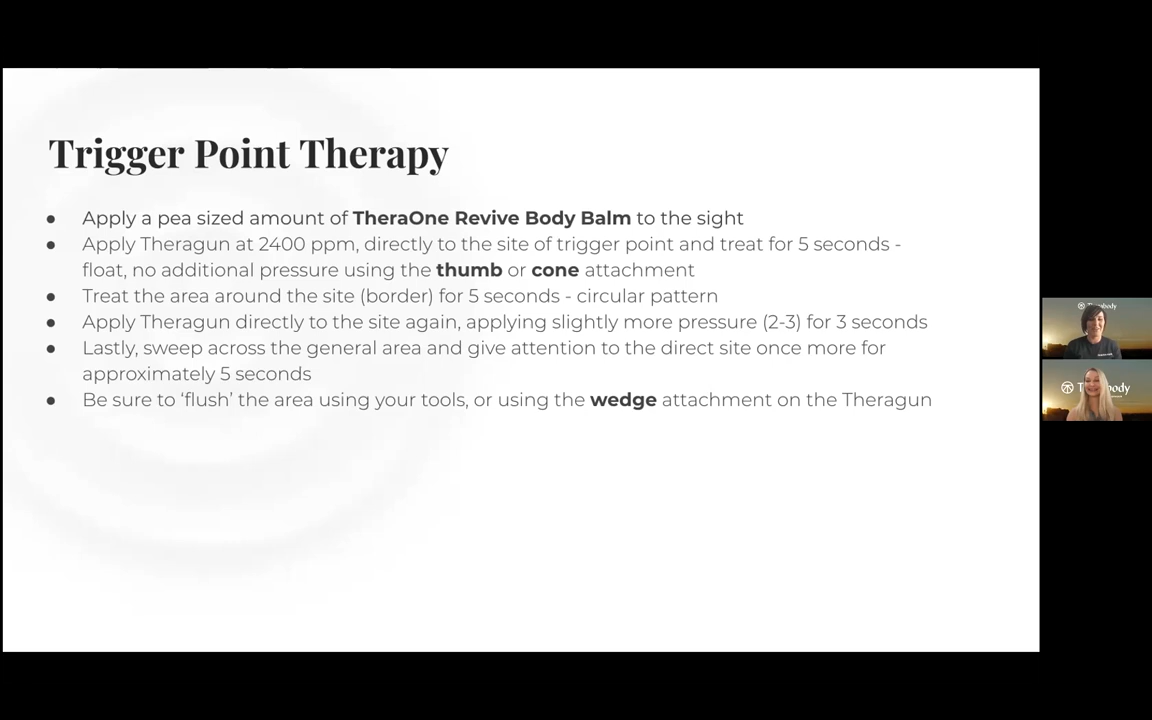 Trigger Point Therapy
● Apply a pea sized amount of TheraOne Revive Body Balm to the sight
● Apply Theragun at 2400 ppm, directly to the site of trigger point and treat for 5 seconds -
float, no additional pressure using the thumb or cone attachment
● Treat the area around the site (border) for 5 seconds - circular pattern
● Apply Theragun directly to the site again, applying slightly more pressure (2-3) for 3 seconds
● Lastly, sweep across the general area and give attention to the direct site once more for
approximately 5 seconds
● Be sure to ‘flush’ the area using your tools, or using the wedge attachment on the Theragun